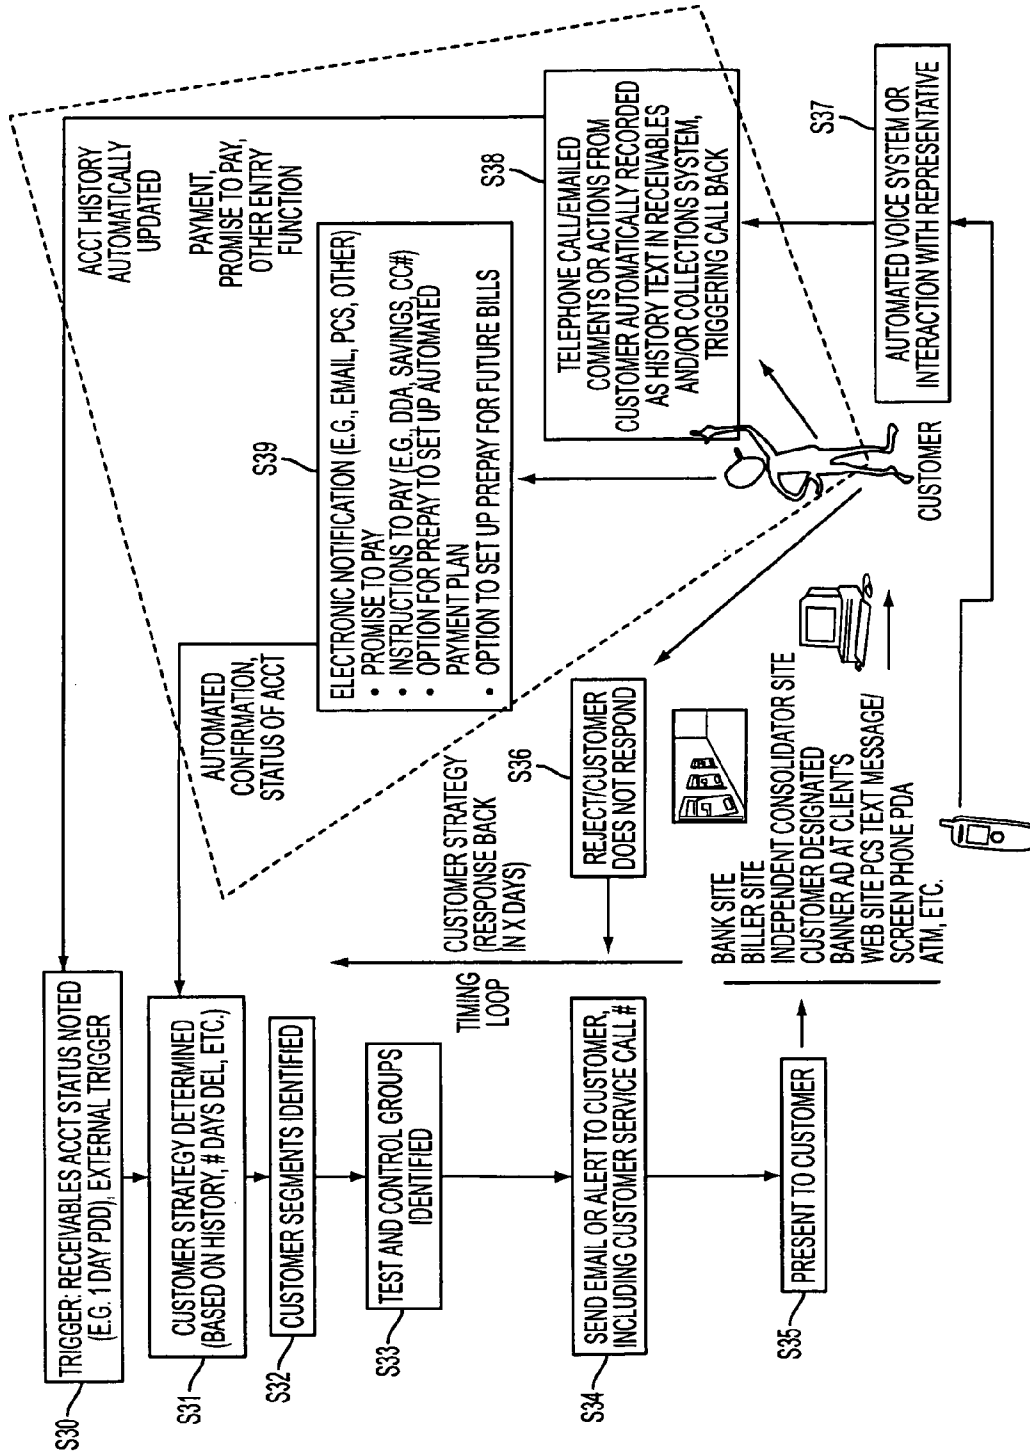 S30
TRIGGER: RECEIVABLES ACCT STATUS NOTED
(E.G. 1 DAY PDD), EXTERNAL TRIGGER
S31
CUSTOMER STRATEGY DETERMINED
(BASED ON HISTORY, # DAYS DEL, ETC.)
S32
CUSTOMER SEGMENTS IDENTIFIED
S33
TEST AND CONTROL GROUPS
IDENTIFIED
S34
SEND EMAIL OR ALERT TO CUSTOMER,
INCLUDING CUSTOMER SERVICE CALL #
S35
PRESENT TO CUSTOMER
TIMING
LOOP
CUSTOMER STRATEGY
(RESPONSE BACK
IN X DAYS)
S36
REJECT/CUSTOMER
DOES NOT RESPOND
BANK SITE
BILLER SITE
INDEPENDENT CONSOLIDATOR SITE
CUSTOMER DESIGNATED
BANNER AD AT CLIENT'S
WEB SITE PCS TEXT MESSAGE/
SCREEN PHONE PDA
ATM, ETC.
AUTOMATED
CONFIRMATION,
STATUS OF ACCT
S39
ELECTRONIC NOTIFICATION (E.G., EMAIL, PCS, OTHER)
• PROMISE TO PAY
• INSTRUCTIONS TO PAY (E.G., DDA, SAVINGS, CC#)
• OPTION FOR PREPAY TO SET UP AUTOMATED
PAYMENT PLAN
• OPTION TO SET UP PREPAY FOR FUTURE BILLS
CUSTOMER
ACCT HISTORY
AUTOMATICALLY
UPDATED
PAYMENT,
PROMISE TO PAY,
OTHER ENTRY
FUNCTION
S38
TELEPHONE CALL/EMAILED
COMMENTS OR ACTIONS FROM
CUSTOMER AUTOMATICALLY RECORDED
AS HISTORY TEXT IN RECEIVABLES
AND/OR COLLECTIONS SYSTEM,
TRIGGERING CALL BACK
S37
AUTOMATED VOICE SYSTEM OR
INTERACTION WITH REPRESENTATIVE